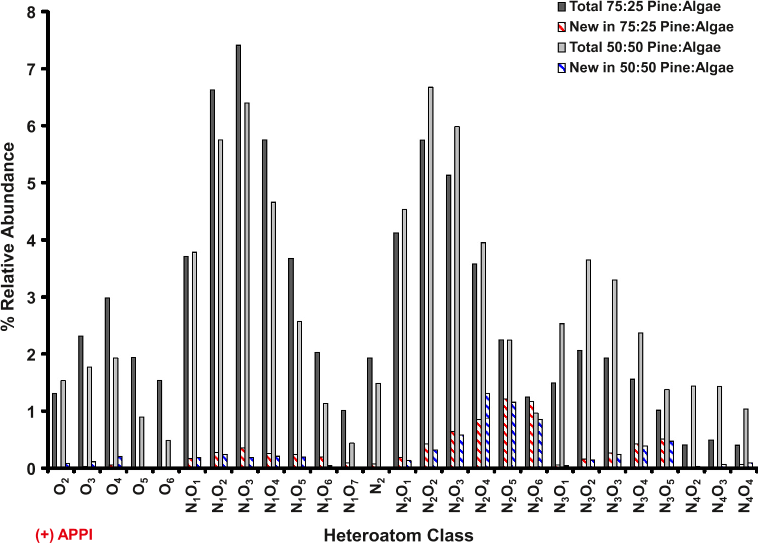 Total 75:25 Pine:Algae
New in 75:25 Pine:Algae
Total 50:50 Pine:Algae
New in 50:50 Pine:Algae
% Relative Abundance
8
7
6
5
4
3
2
1
0
O₂ O₃ O₄ O₅ O₆ N₁O₁ N₁O₂ N₁O₃ N₁O₄ N₁O₅ N₁O₆ N₁O₇ N₂ N₂O₁ N₂O₂ N₂O₃ N₂O₄ N₂O₅ N₂O₆ N₃O₁ N₃O₂ N₃O₃ N₃O₄ N₃O₅ N₄O₂ N₄O₃ N₄O₄
(+) APPI
Heteroatom Class